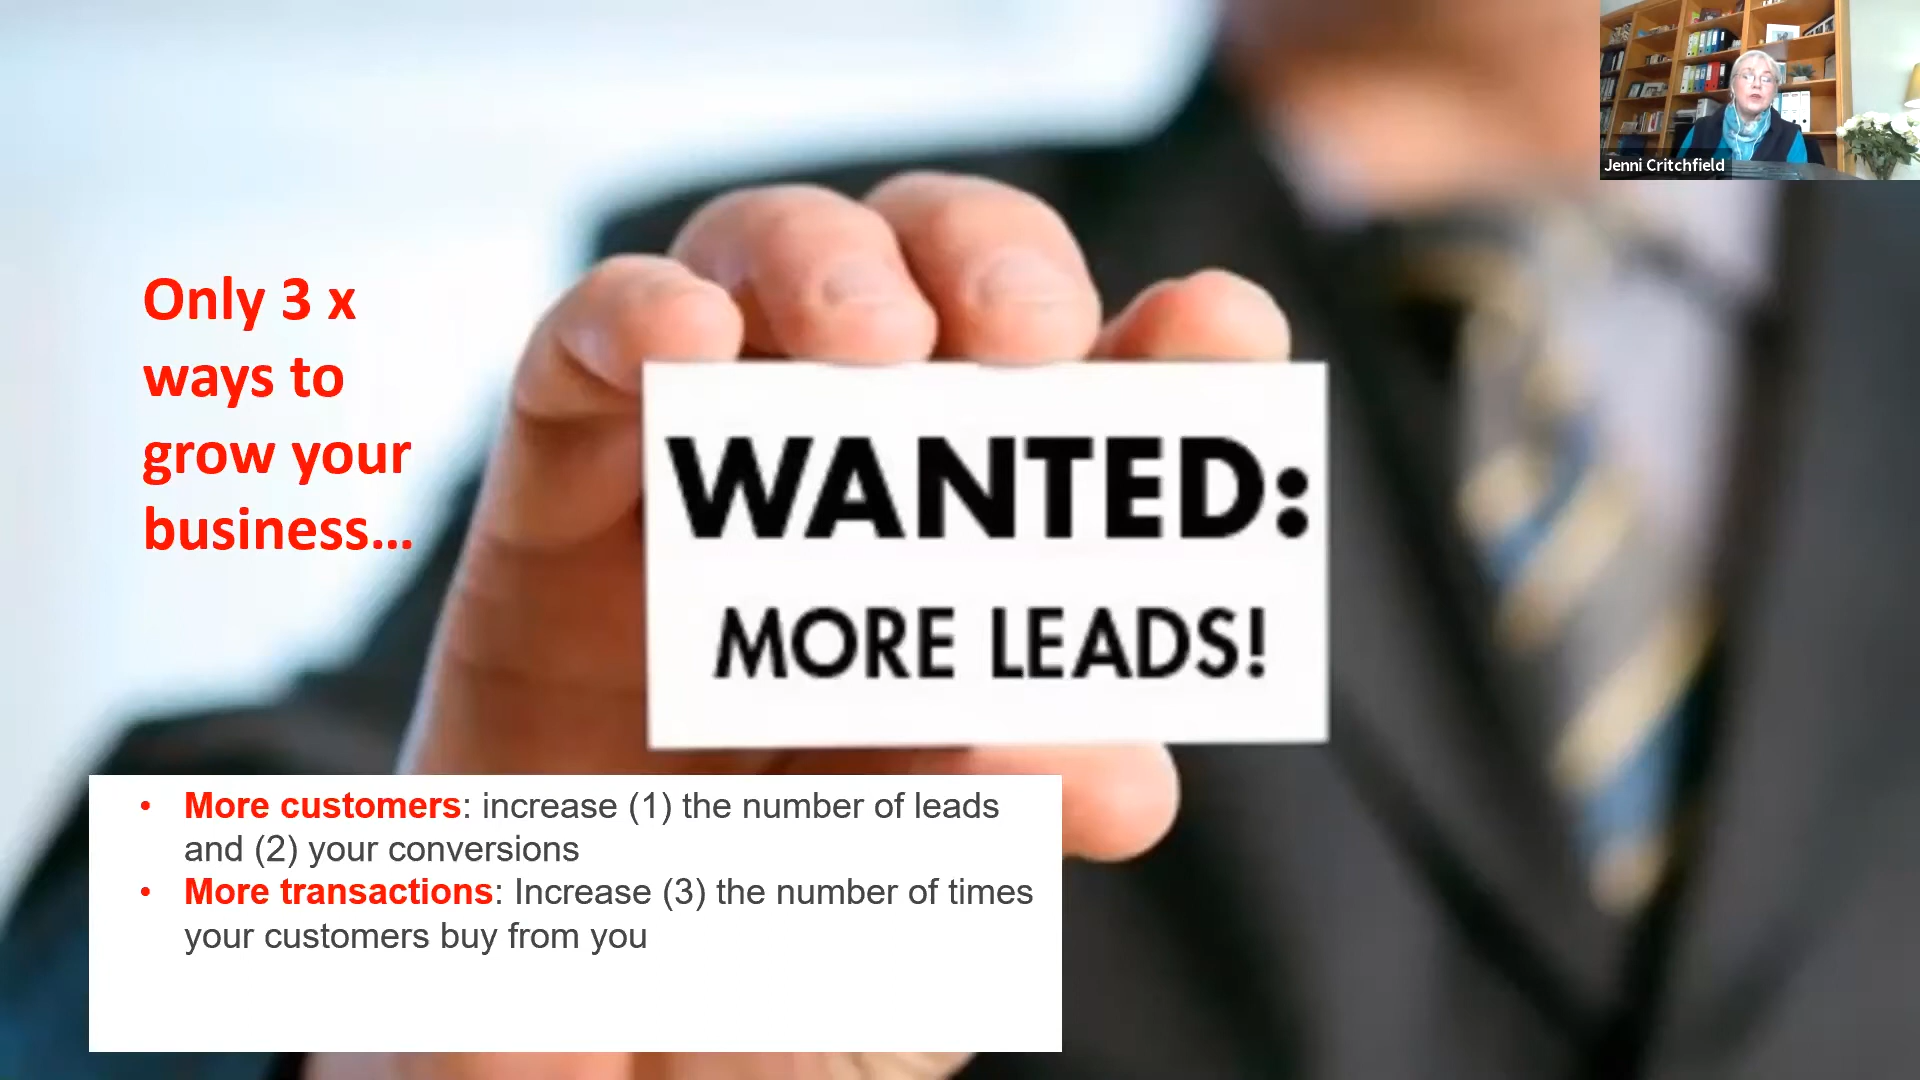 Only 3 x
ways to
grow your
business...
WANTED:
MORE LEADS!
• More customers: increase (1) the number of leads
and (2) your conversions
• More transactions: Increase (3) the number of times
your customers buy from you
Jenni Critchfield